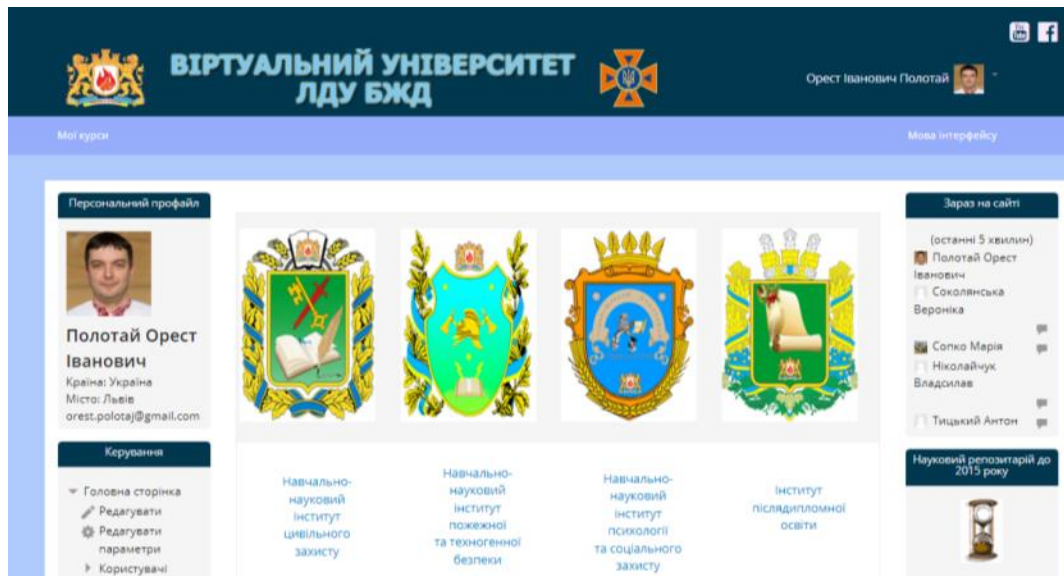 You
Tube
f
ВІРТУАЛЬНИЙ УНІВЕРСИТЕТ
ЛДУ БЖД
Орест Іванович Полотай
Мої курси
Мова інтерфейсу
Персональний профайл
Полотай Орест
Іванович
Країна: Україна
Місто: Львів
orest.polotaj@gmail.com
Керування
Головна сторінка
Редагувати
Редагувати
параметри
Користувачі
Навчально-
науковий
інститут
цивільного
захисту
Навчально-
науковий
інститут
пожежної
та техногенної
безпеки
Навчально-
науковий
інститут
психології
та соціального
захисту
Інститут
післядипломної
освіти
Зараз на сайті
(останні 5 хвилин)
Полотай Орест
Іванович
Соколянська
Вероніка
Сопко Марія
Ніколайчук
Владсилав
Тицький Антон
Науковий репозитарій до
2015 року